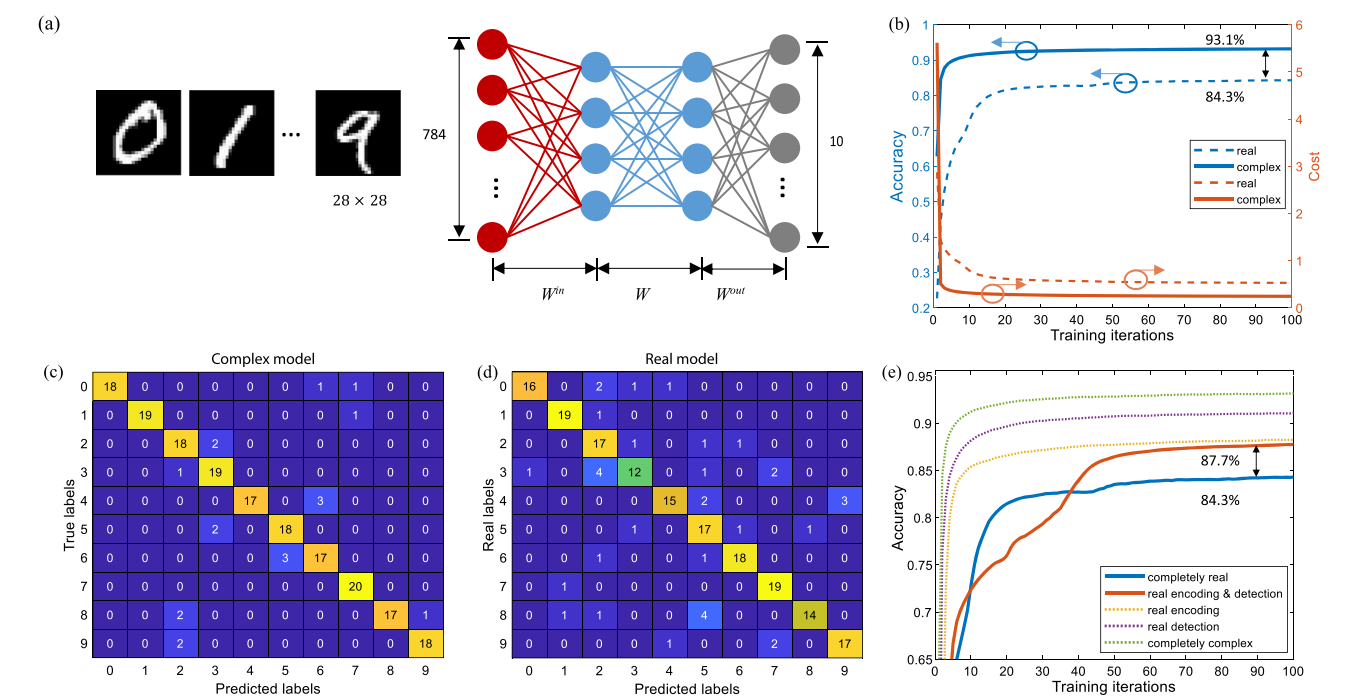 (a)
...
28 × 28
784
⋮
⋮
10
W^in
W
W^out
(b)
1
0.9
0.8
0.7
0.6
0.5
0.4
0.3
0.2
Accuracy
93.1%
84.3%
real
complex
real
complex
6
5
4
3
2
1
0
Cost
0 10 20 30 40 50 60 70 80 90 100
Training iterations
(c)
Complex model
True labels
0 18 0 0 0 0 0 1 1 0 0
1 0 19 0 0 0 0 0 1 0 0
2 0 0 18 2 0 0 0 0 0 0
3 0 0 1 19 0 0 0 0 0 0
4 0 0 0 0 17 0 3 0 0 0
5 0 0 0 2 0 18 0 0 0 0
6 0 0 0 0 0 3 17 0 0 0
7 0 0 0 0 0 0 0 20 0 0
8 0 0 2 0 0 0 0 0 17 1
9 0 0 2 0 0 0 0 0 0 18
0 1 2 3 4 5 6 7 8 9
Predicted labels
(d)
Real model
Real labels
0 16 0 2 1 1 0 0 0 0 0
1 0 19 1 0 0 0 0 0 0 0
2 0 0 17 1 0 1 1 0 0 0
3 1 0 4 12 0 1 0 2 0 0
4 0 0 0 0 15 2 0 0 0 3
5 0 0 0 1 0 17 1 0 1 0
6 0 0 1 0 0 1 18 0 0 0
7 0 1 0 0 0 0 0 19 0 0
8 0 1 1 0 0 4 0 0 14 0
9 0 0 0 0 1 0 0 2 0 17
0 1 2 3 4 5 6 7 8 9
Predicted labels
(e)
0.95
0.9
0.85
0.8
0.75
0.7
0.65
Accuracy
87.7%
84.3%
completely real
real encoding & detection
real encoding
real detection
completely complex
0 10 20 30 40 50 60 70 80 90 100
Training iterations